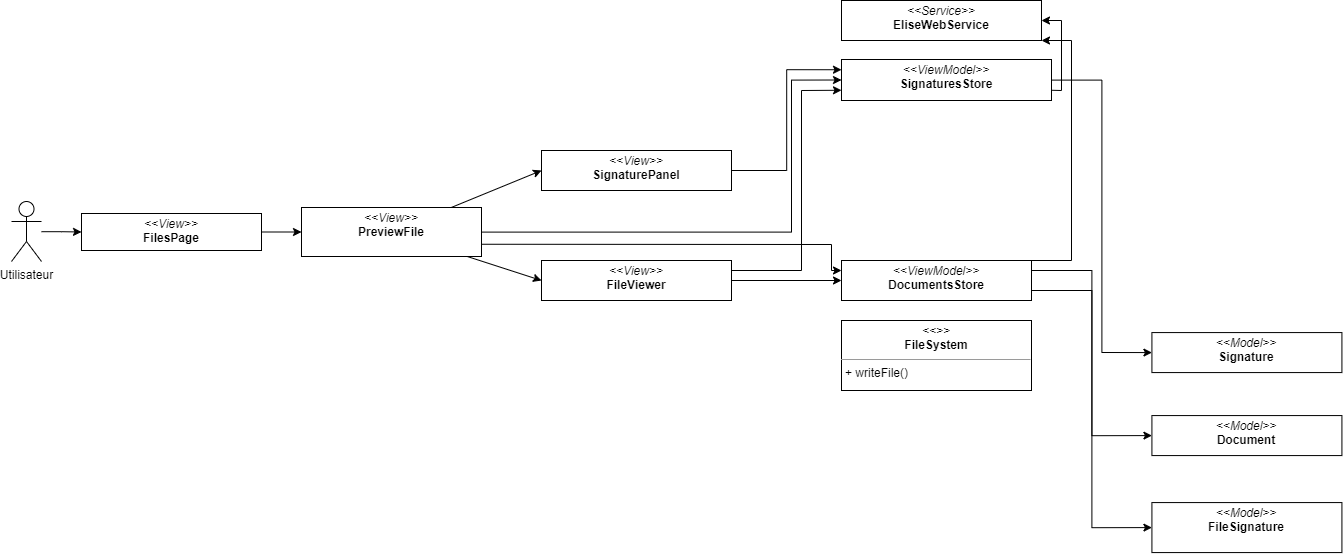 <<Service>>
EliseWebService
<<ViewModel>>
SignaturesStore
<<View>>
SignaturePanel
<<View>>
FilesPage
<<View>>
PreviewFile
Utilisateur
<<View>>
FileViewer
<<ViewModel>>
DocumentsStore
<<>>
FileSystem
+ writeFile()
<<Model>>
Signature
<<Model>>
Document
<<Model>>
FileSignature